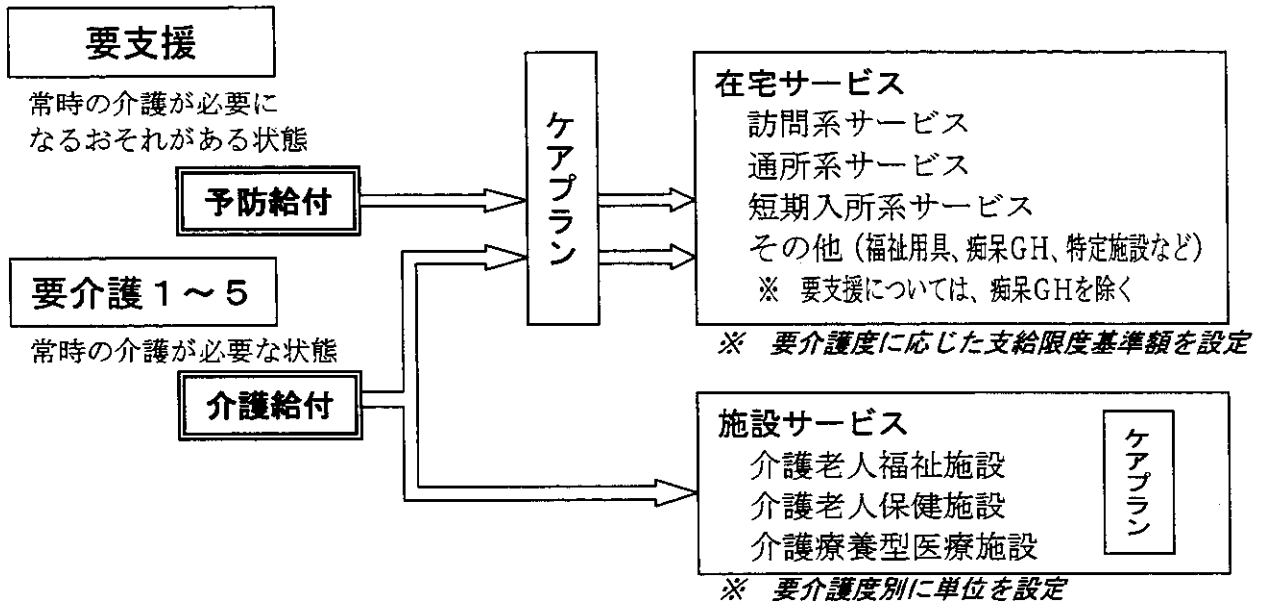 要支援
常時の介護が必要に
なるおそれがある状態
予防給付
要介護1~5
常時の介護が必要な状態
介護給付
ケアプラン
在宅サービス
訪問系サービス
通所系サービス
短期入所系サービス
その他(福祉用具、痴呆GH、特定施設など)
※ 要支援については、痴呆GHを除く
※ 要介護度に応じた支給限度基準額を設定
施設サービス
介護老人福祉施設
介護老人保健施設
介護療養型医療施設
ケアプラン
※ 要介護度別に単位を設定